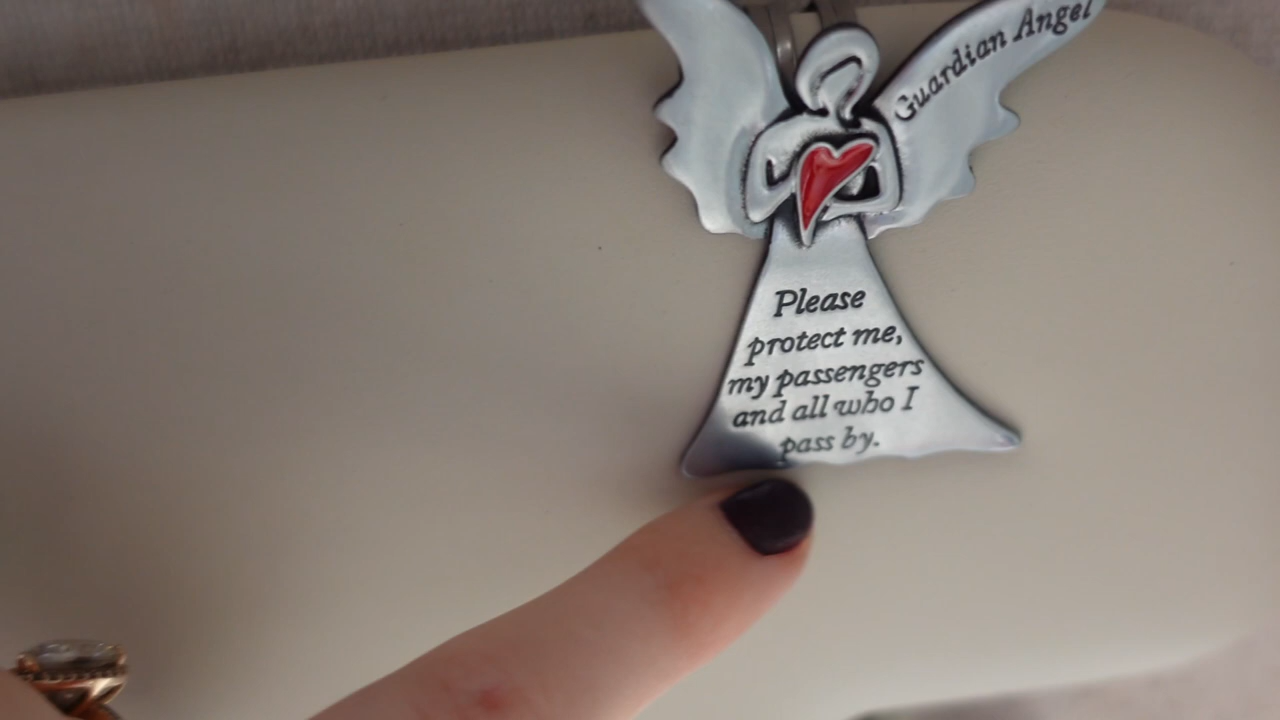 Guardian Angel
Please
protect me,
my passengers
and all who I
pass by.